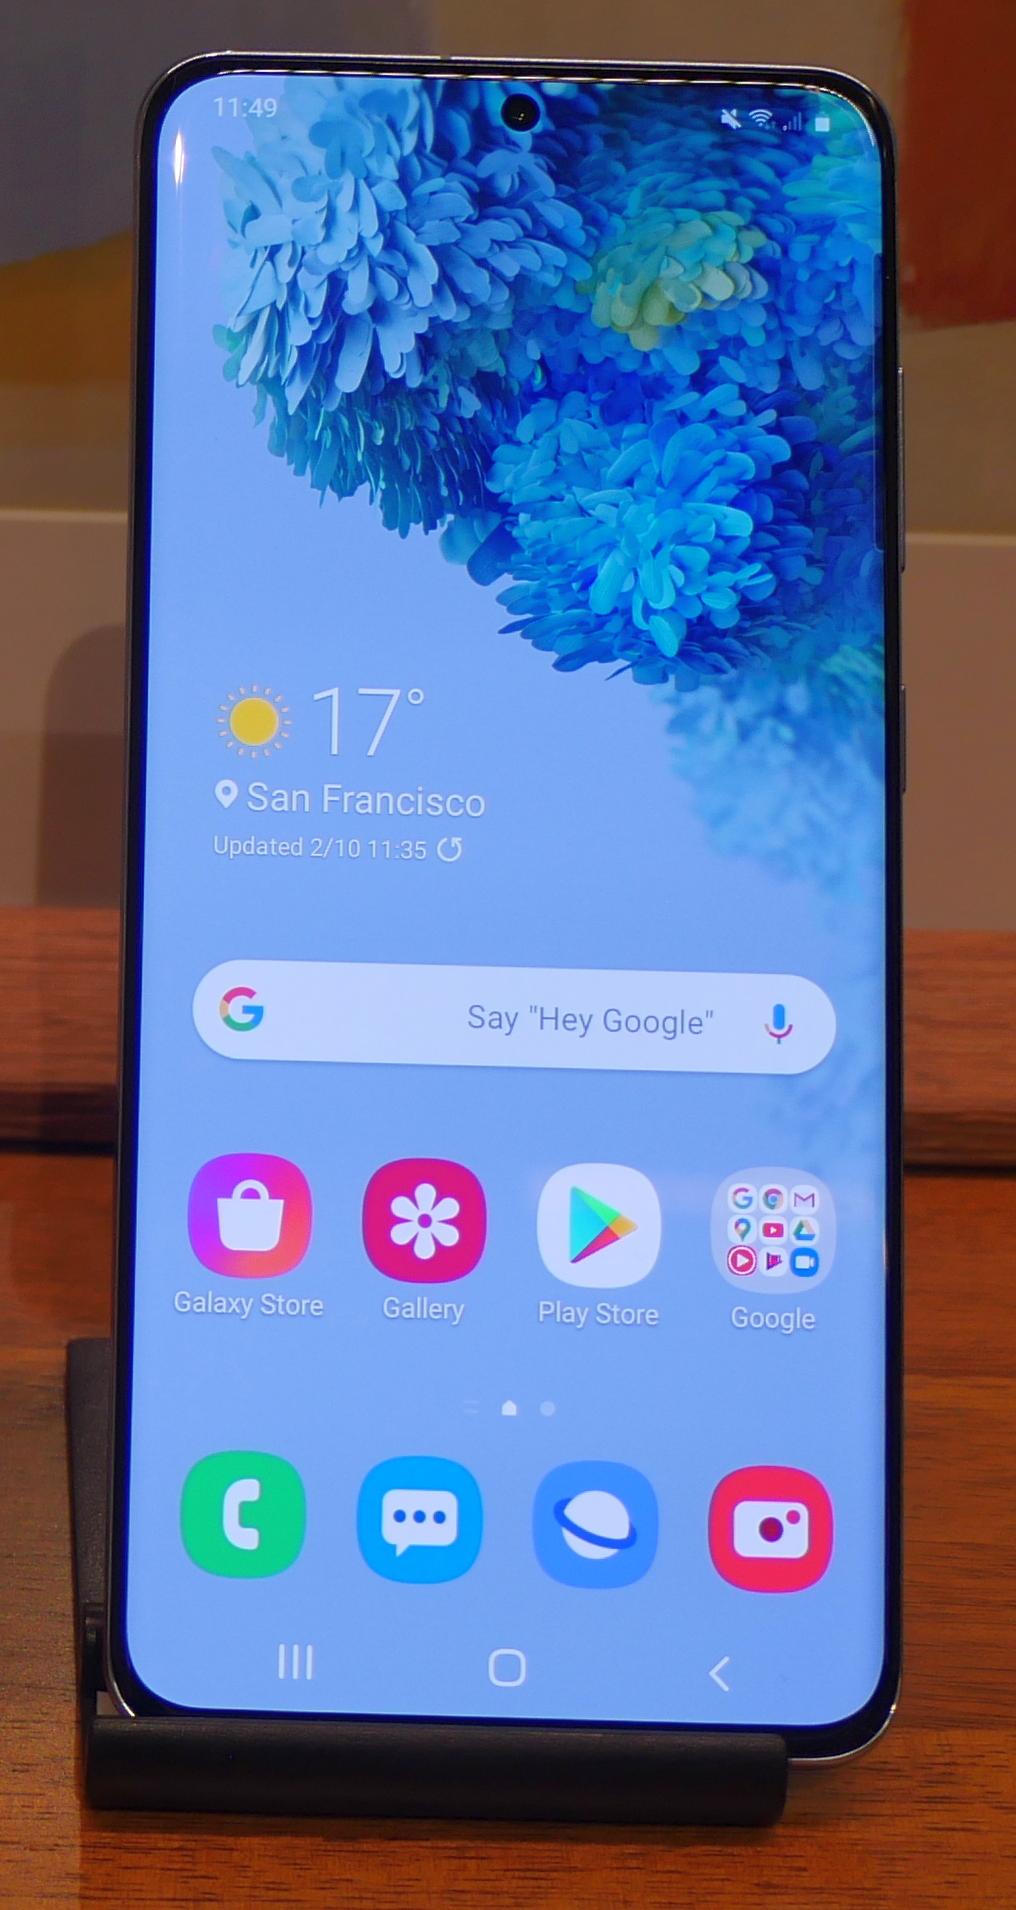 11:49
17°
San Francisco
Updated 2/10 11:35
Say "Hey Google"
Galaxy Store
Gallery
Play Store
Google